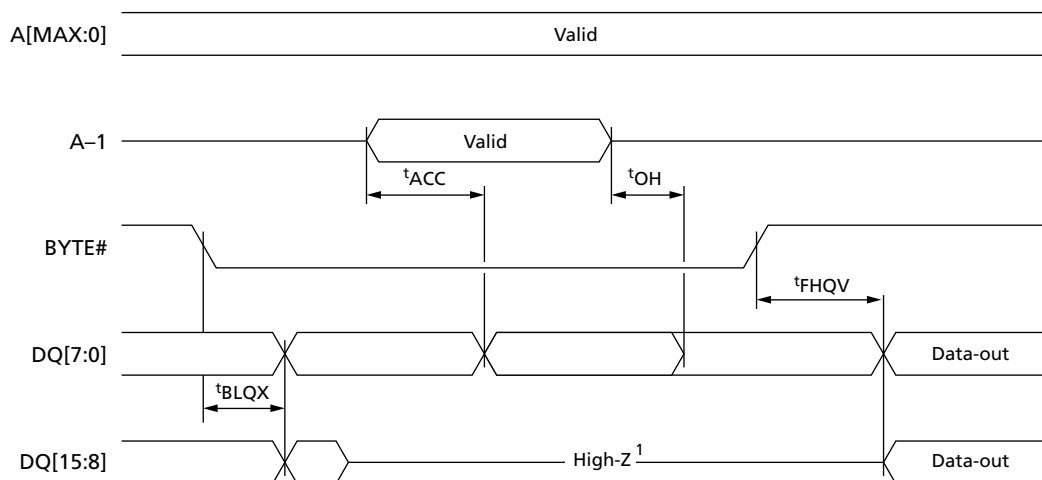 A[MAX:0] Valid
A–1 Valid
tACC tOH
BYTE#
tFHQV
DQ[7:0] Data-out
tBLQX
DQ[15:8] High-Z 1 Data-out